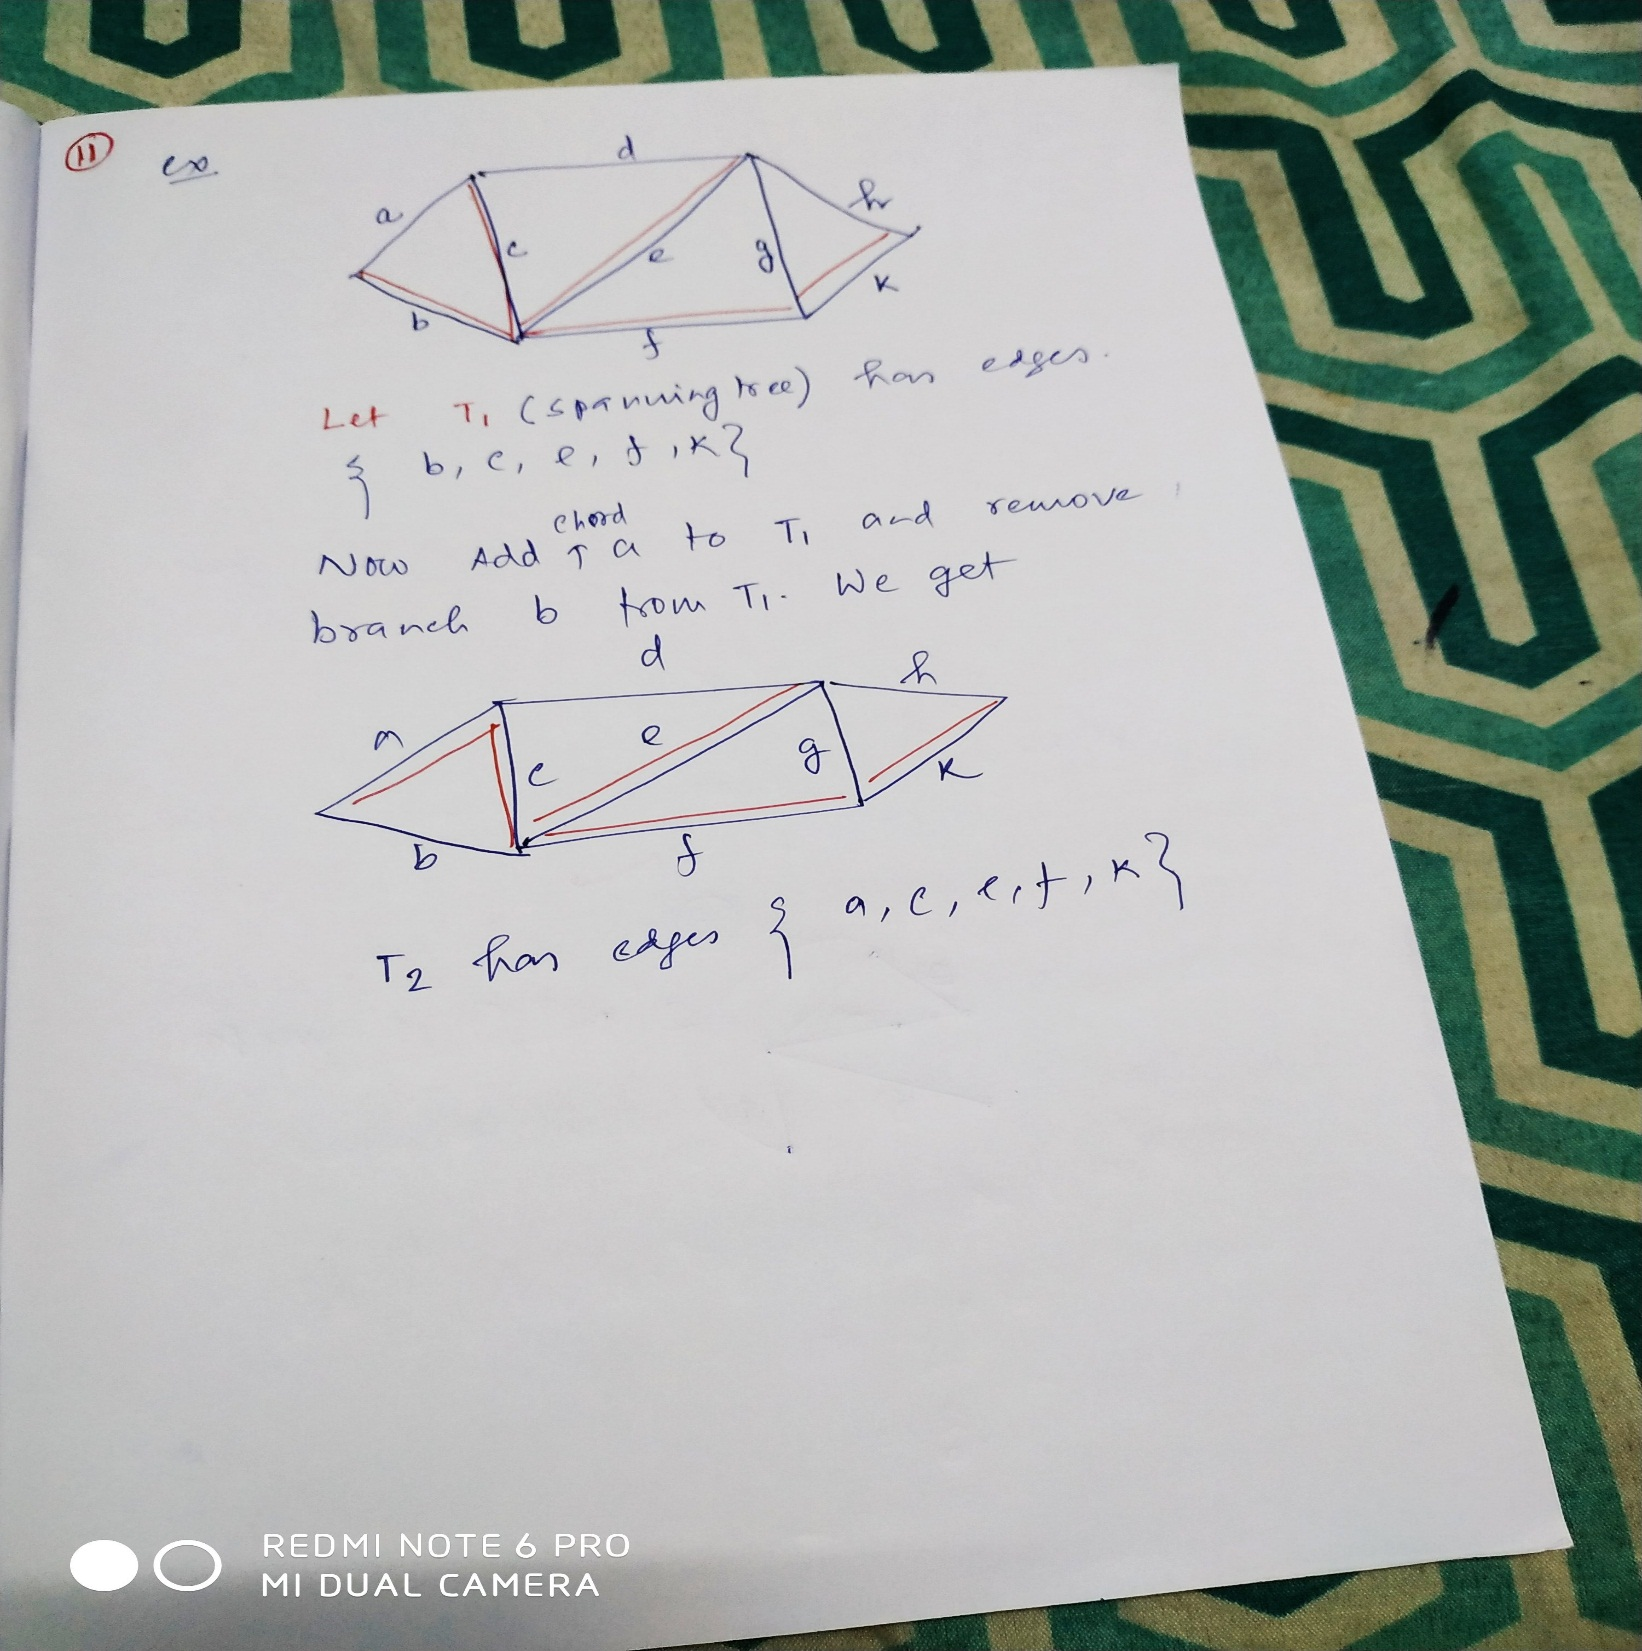 11 ex
d
a
h
c
e
g
k
b
f
Let T₁ (spanning tree) has edges.
{ b, c, e, f, k}
chord
Now Add ↑ a to T₁ and remove
branch b from T₁. We get
d
h
a
e
g
c
k
b
f
T₂ has edges { a, c, e, f, k}
REDMI NOTE 6 PRO
MI DUAL CAMERA